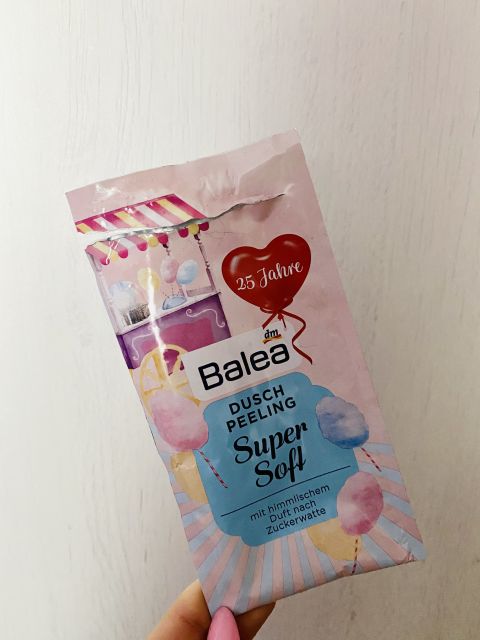 25 Jahre
dm
Balea
DUSCH
PEELING
Super
Soft
mit himmlischem
Duft nach
Zuckerwatte